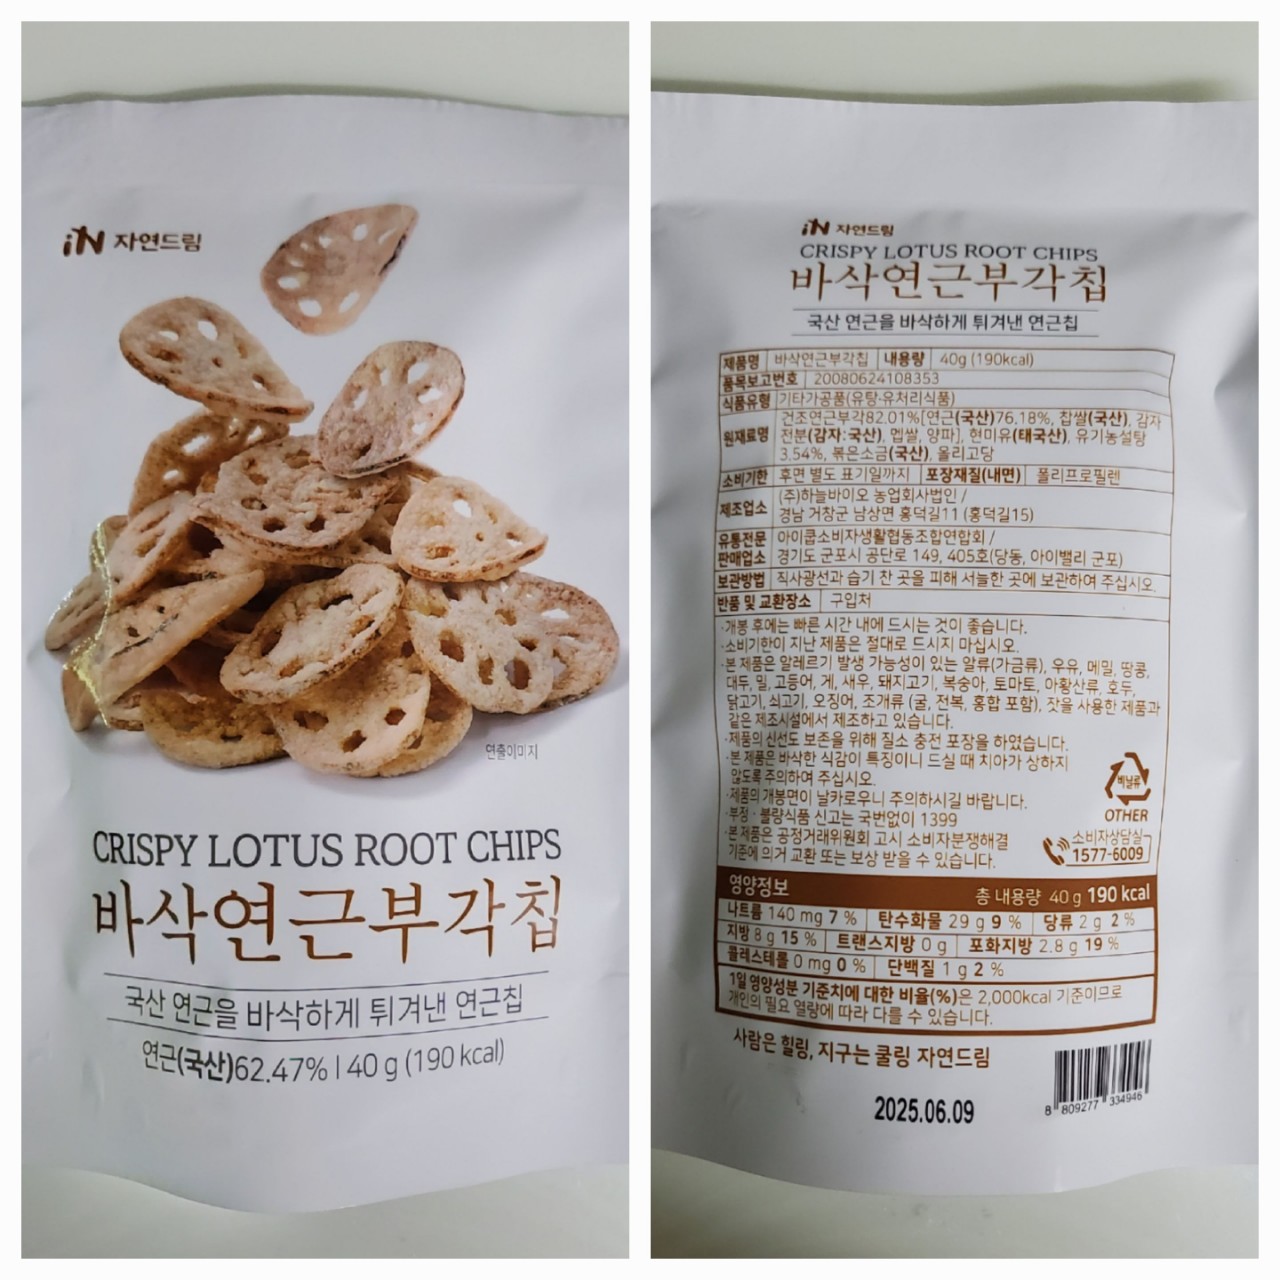 iN 자연드림
연출이미지
CRISPY LOTUS ROOT CHIPS
바삭연근부각칩
국산 연근을 바삭하게 튀겨낸 연근칩
연근(국산)62.47% | 40 g (190 kcal)
iN 자연드림
CRISPY LOTUS ROOT CHIPS
바삭연근부각칩
국산 연근을 바삭하게 튀겨낸 연근칩
제품명 바삭연근부각칩 내용량 40g (190kcal)
품목보고번호 20080624108353
식품유형 기타가공품(유탕·유처리식품)
원재료명 건조연근부각82.01%[연근(국산)76.18%, 찹쌀(국산), 감자
전분(감자:국산), 멥쌀, 양파], 현미유(태국산), 유기농설탕
3.54%, 볶은소금(국산), 올리고당
소비기한 후면 별도 표기일까지 포장재질(내면) 폴리프로필렌
제조업소 (주)하늘바이오 농업회사법인 /
경남 거창군 남상면 홍덕길11 (홍덕길15)
유통전문 아이쿱소비자생활협동조합연합회 /
판매업소 경기도 군포시 공단로 149, 405호(당동, 아이밸리 군포)
보관방법 직사광선과 습기 찬 곳을 피해 서늘한 곳에 보관하여 주십시오.
반품 및 교환장소 구입처
·개봉 후에는 빠른 시간 내에 드시는 것이 좋습니다.
·소비기한이 지난 제품은 절대로 드시지 마십시오.
·본 제품은 알레르기 발생 가능성이 있는 알류(가금류), 우유, 메밀, 땅콩,
대두, 밀, 고등어, 게, 새우, 돼지고기, 복숭아, 토마토, 아황산류, 호두,
닭고기, 쇠고기, 오징어, 조개류 (굴, 전복, 홍합 포함), 잣을 사용한 제품과
같은 제조시설에서 제조하고 있습니다.
·제품의 신선도 보존을 위해 질소 충전 포장을 하였습니다.
·본 제품은 바삭한 식감이 특징이니 드실 때 치아가 상하지
않도록 주의하여 주십시오.
·제품의 개봉면이 날카로우니 주의하시길 바랍니다.
·부정·불량식품 신고는 국번없이 1399
·본 제품은 공정거래위원회 고시 소비자분쟁해결
기준에 의거 교환 또는 보상 받을 수 있습니다.
비닐류
OTHER
소비자상담실
1577-6009
영양정보 총 내용량 40 g 190 kcal
나트륨 140 mg 7 % 탄수화물 29 g 9 % 당류 2 g 2 %
지방 8 g 15 % 트랜스지방 0 g 포화지방 2.8 g 19 %
콜레스테롤 0 mg 0 % 단백질 1 g 2 %
1일 영양성분 기준치에 대한 비율(%)은 2,000kcal 기준이므로
개인의 필요 열량에 따라 다를 수 있습니다.
사람은 힐링, 지구는 쿨링 자연드림
2025.06.09
8 809277 334946